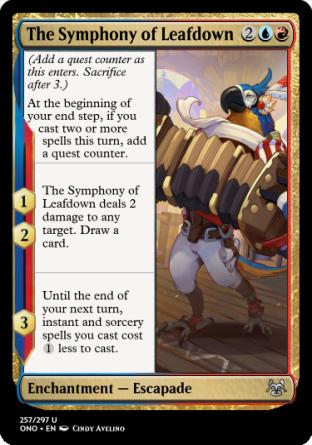 The Symphony of Leafdown 2
(Add a quest counter as
this enters. Sacrifice
after 3.)
At the beginning of
your end step, if you
cast two or more
spells this turn, add
a quest counter.
1
2
The Symphony of
Leafdown deals 2
damage to any
target. Draw a
card.
3
Until the end of
your next turn,
instant and sorcery
spells you cast cost
1 less to cast.
Enchantment — Escapade
257/297 U
ONO • EN Cindy Avelino